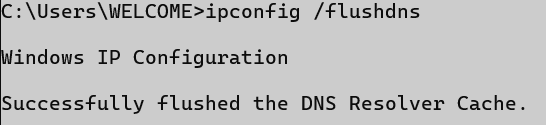 C:\Users\WELCOME>ipconfig /flushdns
Windows IP Configuration
Successfully flushed the DNS Resolver Cache.